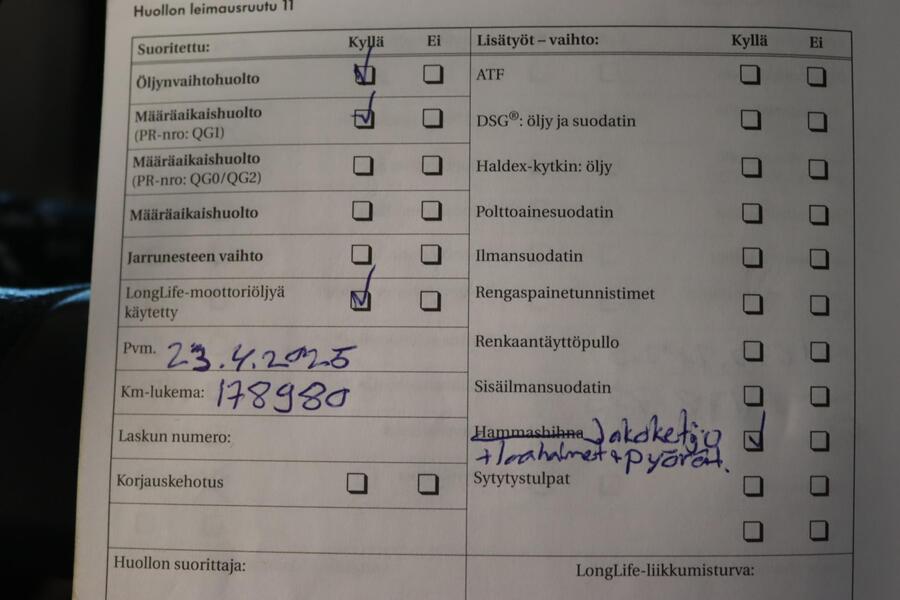 Huollon leimausruutu 11
Suoritettu: Kyllä Ei
Öljynvaihtohuolto
Määräaikaishuolto
(PR-nro: QG1)
Määräaikaishuolto
(PR-nro: QG0/QG2)
Määräaikaishuolto
Jarrunesteen vaihto
LongLife-moottoriöljyä
käytetty
Pvm. 23.4.2025
Km-lukema: 178980
Laskun numero:
Korjauskehotus
Huollon suorittaja:
Lisätyöt – vaihto: Kyllä Ei
ATF
DSG®: öljy ja suodatin
Haldex-kytkin: öljy
Polttoainesuodatin
Ilmansuodatin
Rengaspainetunnistimet
Renkaantäyttöpullo
Sisäilmansuodatin
Hammashihna Jakoketju
+ laahaimet + pyörät.
Sytytystulpat
LongLife-liikkumisturva: